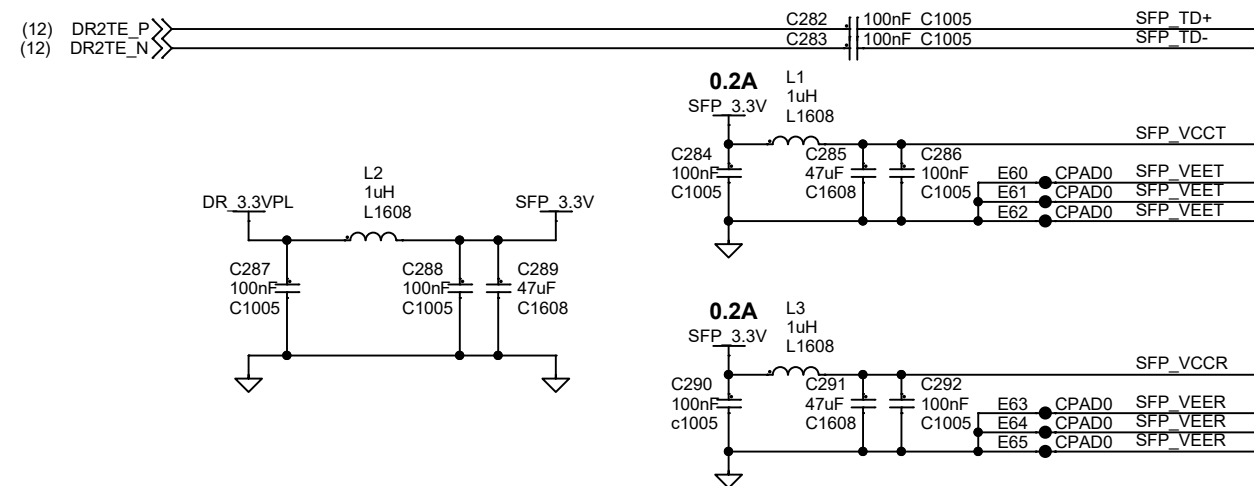 (12) DR2TE_P
(12) DR2TE_N
C282 100nF C1005 SFP_TD+
C283 100nF C1005 SFP_TD-
0.2A
SFP_3.3V
L1
1uH
L1608
SFP_VCCT
C284
100nF
C1005
C285
47uF
C1608
C286
100nF
C1005
E60 CPAD0 SFP_VEET
E61 CPAD0 SFP_VEET
E62 CPAD0 SFP_VEET
L2
1uH
L1608
DR_3.3VPL
SFP_3.3V
C287
100nF
C1005
C288
100nF
C1005
C289
47uF
C1608
0.2A
SFP_3.3V
L3
1uH
L1608
SFP_VCCR
C290
100nF
c1005
C291
47uF
C1608
C292
100nF
C1005
E63 CPAD0 SFP_VEER
E64 CPAD0 SFP_VEER
E65 CPAD0 SFP_VEER